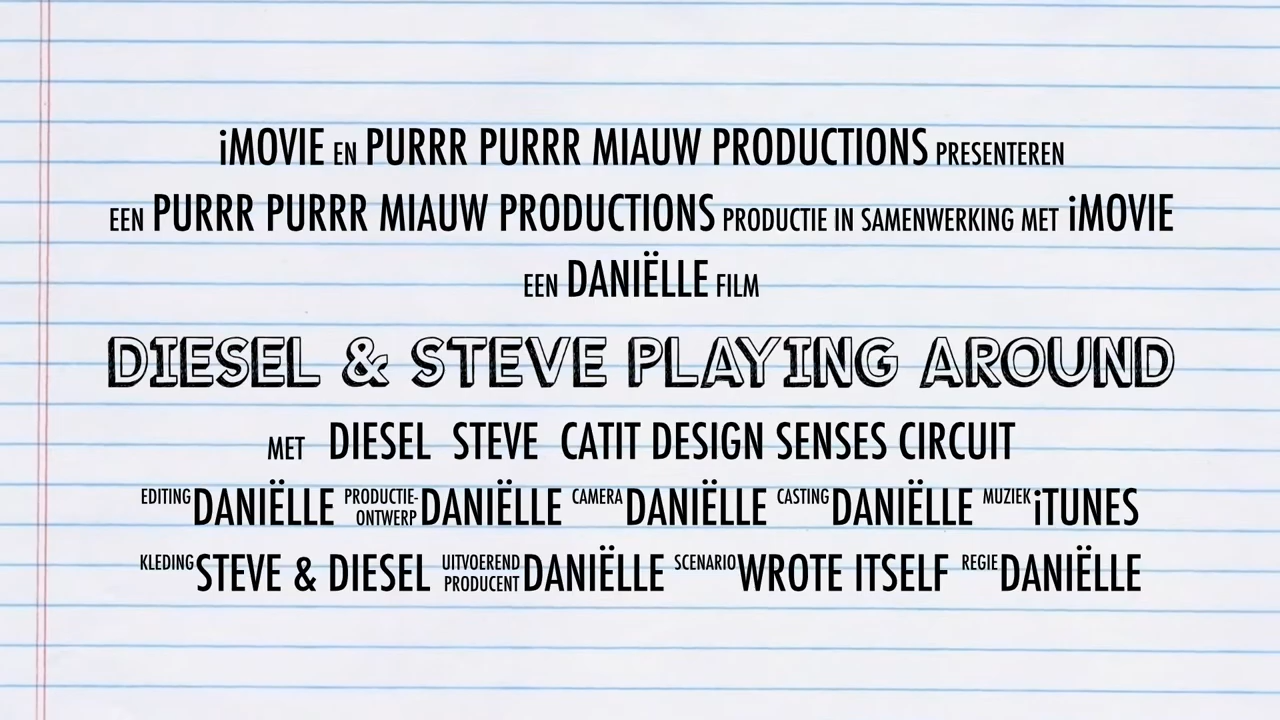 iMOVIE EN PURRR PURRR MIAUW PRODUCTIONS PRESENTEREN
EEN PURRR PURRR MIAUW PRODUCTIONS PRODUCTIE IN SAMENWERKING MET iMOVIE
EEN DANIËLLE FILM
DIESEL & STEVE PLAYING AROUND
MET DIESEL STEVE CATIT DESIGN SENSES CIRCUIT
EDITING DANIËLLE PRODUCTIE-ONTWERP DANIËLLE CAMERA DANIËLLE CASTING DANIËLLE MUZIEK iTUNES
KLEDING STEVE & DIESEL UITVOEREND PRODUCENT DANIËLLE SCENARIO WROTE ITSELF REGIE DANIËLLE